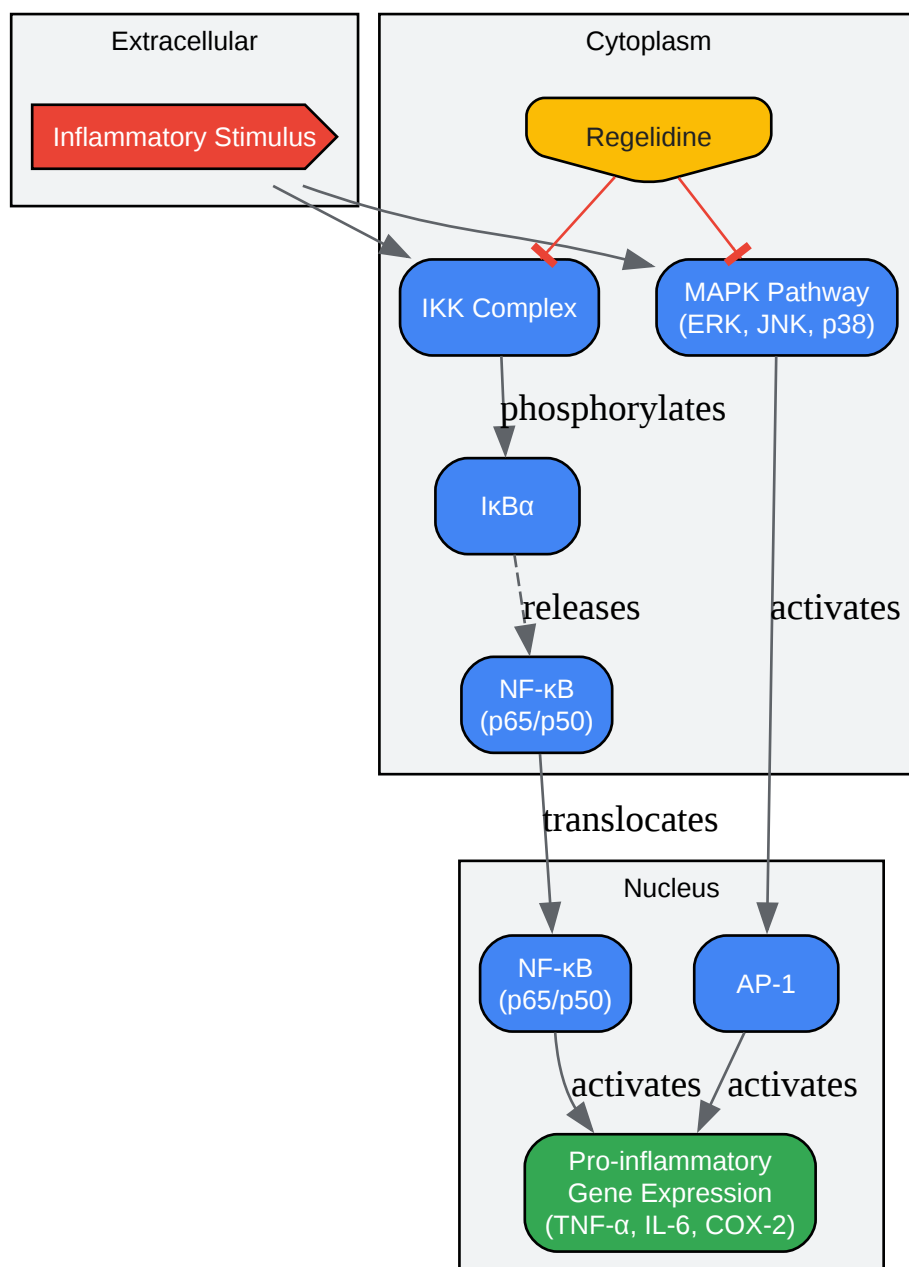 Extracellular
Cytoplasm
Inflammatory Stimulus
Regelidine
IKK Complex
MAPK Pathway
(ERK, JNK, p38)
phosphorylates
IκBα
releases
activates
NF-κB
(p65/p50)
translocates
Nucleus
NF-κB
(p65/p50)
AP-1
activates
activates
Pro-inflammatory
Gene Expression
(TNF-α, IL-6, COX-2)